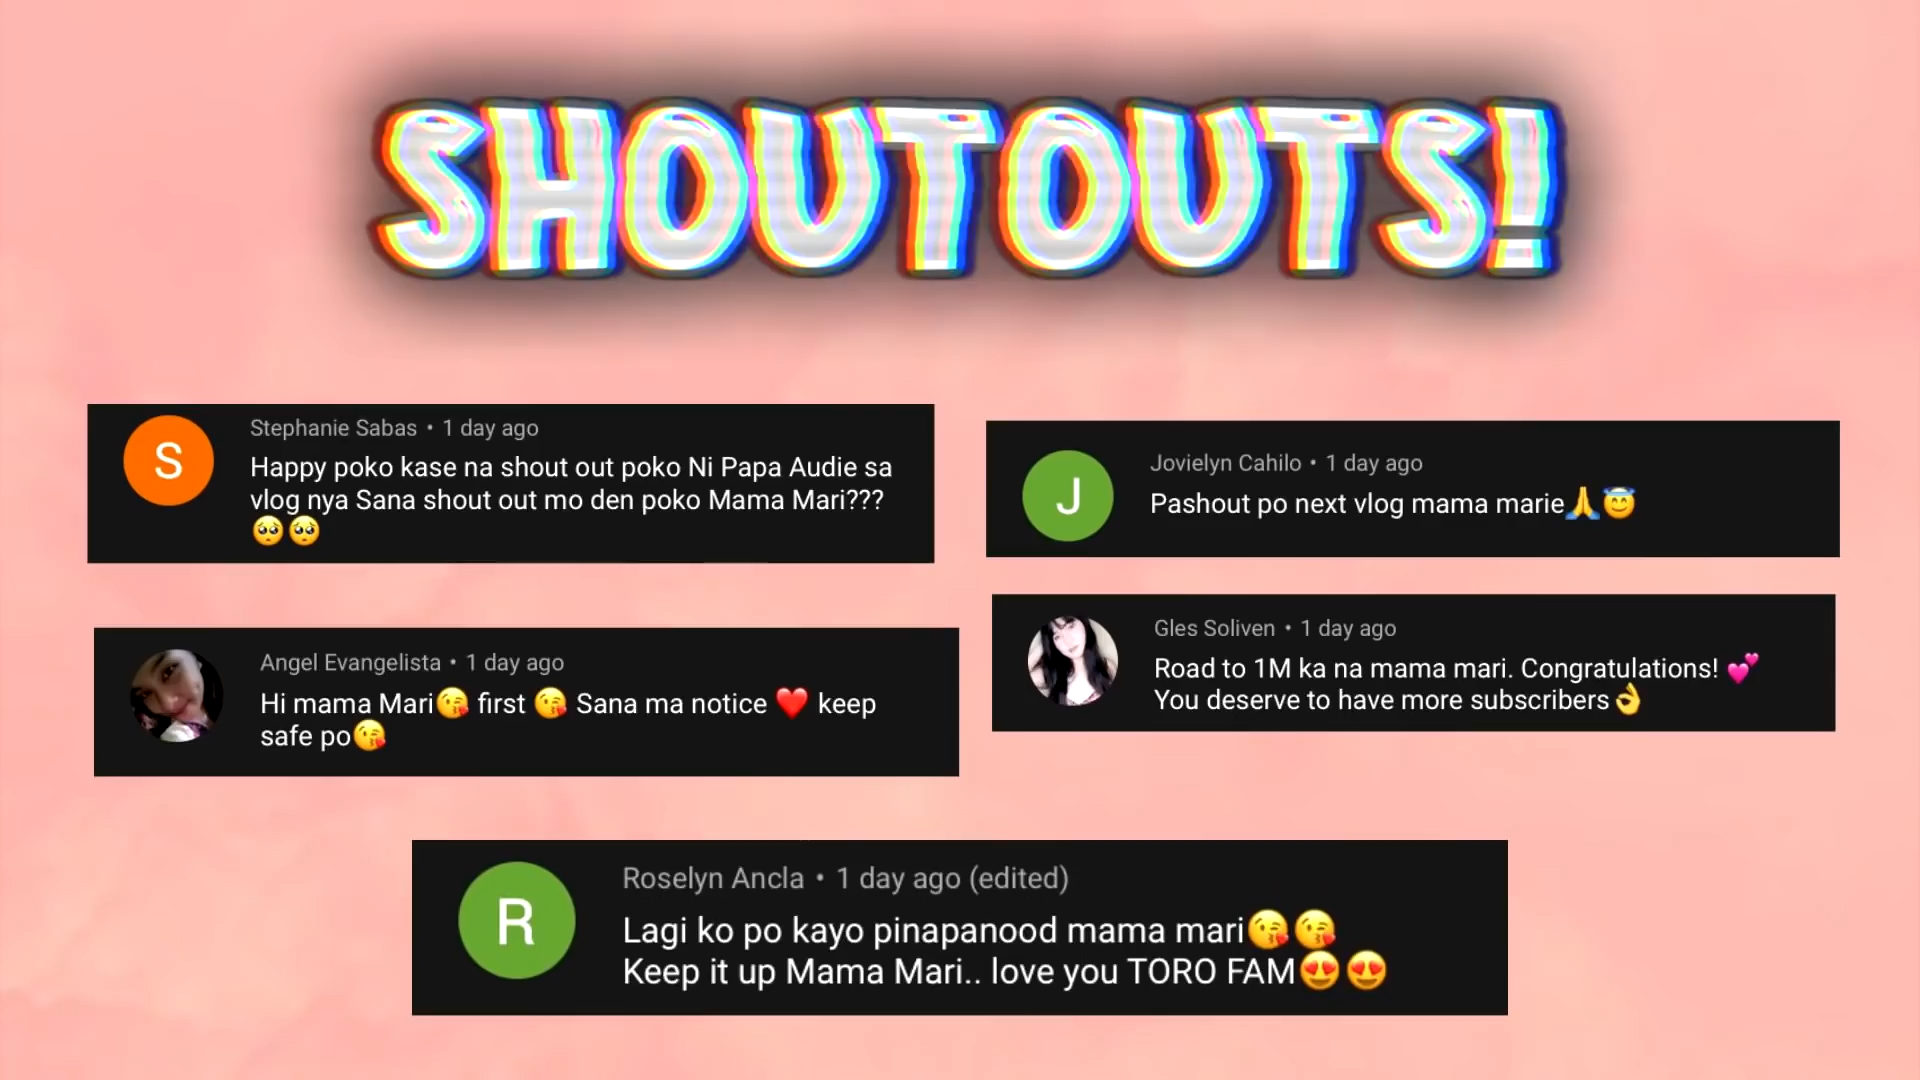 SHOUTOUTS!
S
Stephanie Sabas • 1 day ago
Happy poko kase na shout out poko Ni Papa Audie sa
vlog nya Sana shout out mo den poko Mama Mari???
🥺🥺
J
Jovielyn Cahilo • 1 day ago
Pashout po next vlog mama marie🙏😇
Angel Evangelista • 1 day ago
Hi mama Mari😘 first 😘 Sana ma notice ❤️ keep
safe po😘
Gles Soliven • 1 day ago
Road to 1M ka na mama mari. Congratulations! 💕
You deserve to have more subscribers👌
R
Roselyn Ancla • 1 day ago (edited)
Lagi ko po kayo pinapanood mama mari😘😘
Keep it up Mama Mari.. love you TORO FAM😍😍